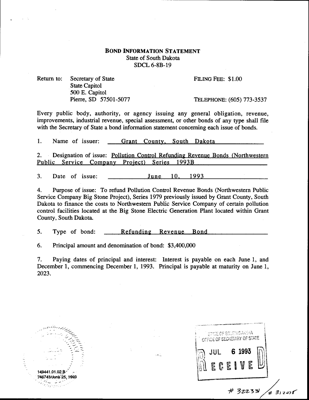 BOND INFORMATION STATEMENT
State of South Dakota
SDCL 6-8B-19
Return to: Secretary of State FILING FEE: $1.00
State Capitol
500 E. Capitol
Pierre, SD 57501-5077 TELEPHONE: (605) 773-3537
Every public body, authority, or agency issuing any general obligation, revenue,
improvements, industrial revenue, special assessment, or other bonds of any type shall file
with the Secretary of State a bond information statement concerning each issue of bonds.
1. Name of issuer: Grant County, South Dakota
2. Designation of issue: Pollution Control Refunding Revenue Bonds (Northwestern
Public Service Company Project) Series 1993B
3. Date of issue: June 10, 1993
4. Purpose of issue: To refund Pollution Control Revenue Bonds (Northwestern Public
Service Company Big Stone Project), Series 1979 previously issued by Grant County, South
Dakota to finance the costs to Northwestern Public Service Company of certain pollution
control facilities located at the Big Stone Electric Generation Plant located within Grant
County, South Dakota.
5. Type of bond: Refunding Revenue Bond
6. Principal amount and denomination of bond: $3,400,000
7. Paying dates of principal and interest: Interest is payable on each June 1, and
December 1, commencing December 1, 1993. Principal is payable at maturity on June 1,
2023.
OFFICE OF SECRETARY OF STATE
JUL 6 1993
RECEIVED